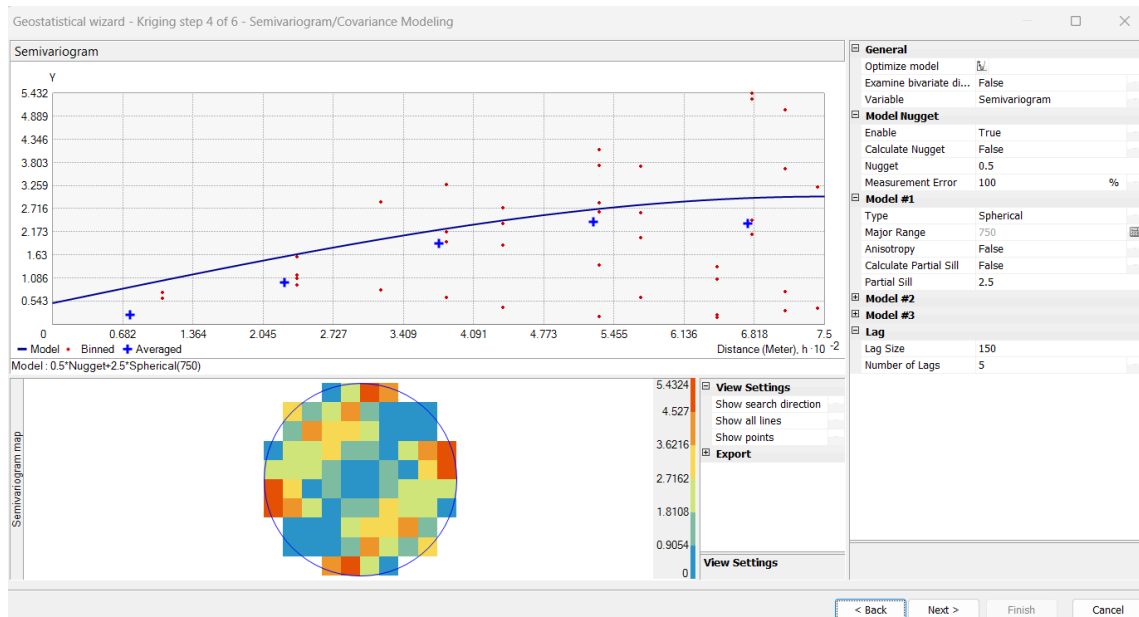 Geostatistical wizard - Kriging step 4 of 6 - Semivariogram/Covariance Modeling
Semivariogram
Y
5.432
4.889
4.346
3.803
3.259
2.716
2.173
1.63
1.086
0.543
0 0.682 1.364 2.045 2.727 3.409 4.091 4.773 5.455 6.136 6.818 7.5
Model Binned Averaged
Distance (Meter), h ·10 -2
Model : 0.5*Nugget+2.5*Spherical(750)
Semivariogram map
5.4324
4.527
3.6216
2.7162
1.8108
0.9054
0
View Settings
Show search direction
Show all lines
Show points
Export
View Settings
General
Optimize model
Examine bivariate di... False
Variable Semivariogram
Model Nugget
Enable True
Calculate Nugget False
Nugget 0.5
Measurement Error 100 %
Model #1
Type Spherical
Major Range 750
Anisotropy False
Calculate Partial Sill False
Partial Sill 2.5
Model #2
Model #3
Lag
Lag Size 150
Number of Lags 5
< Back Next > Finish Cancel